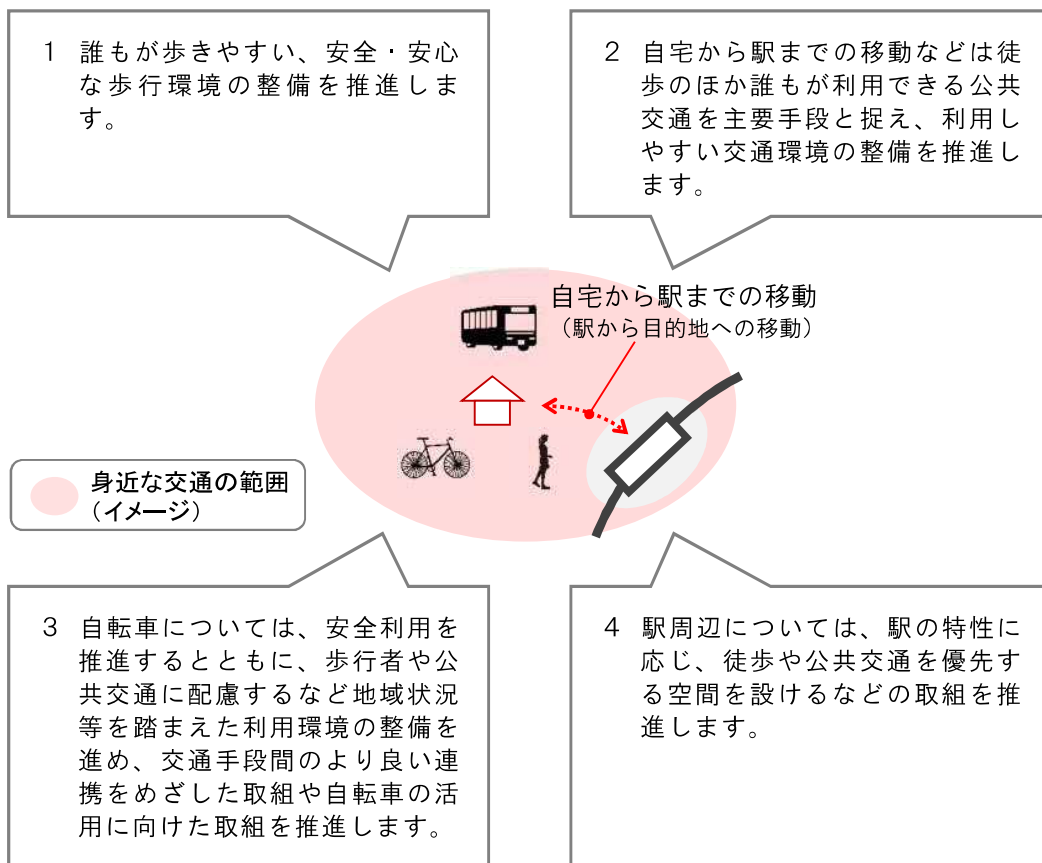 1 誰もが歩きやすい、安全・安心
な歩行環境の整備を推進しま
す。
2 自宅から駅までの移動などは徒
歩のほか誰もが利用できる公共
交通を主要手段と捉え、利用し
やすい交通環境の整備を推進し
ます。
自宅から駅までの移動
（駅から目的地への移動）
身近な交通の範囲
（イメージ）
3 自転車については、安全利用を
推進するとともに、歩行者や公
共交通に配慮するなど地域状況
等を踏まえた利用環境の整備を
進め、交通手段間のより良い連
携をめざした取組や自転車の活
用に向けた取組を推進します。
4 駅周辺については、駅の特性に
応じ、徒歩や公共交通を優先す
る空間を設けるなどの取組を推
進します。